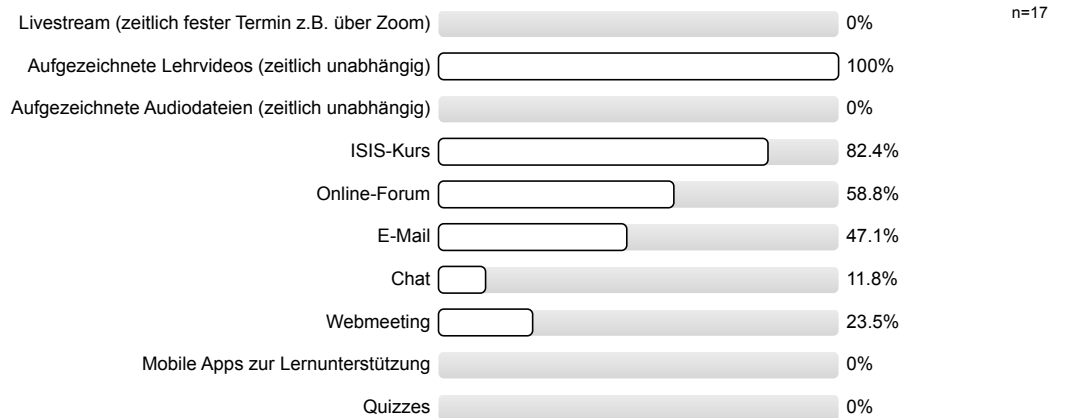 n=17
Livestream (zeitlich fester Termin z.B. über Zoom) 0%
Aufgezeichnete Lehrvideos (zeitlich unabhängig) 100%
Aufgezeichnete Audiodateien (zeitlich unabhängig) 0%
ISIS-Kurs 82.4%
Online-Forum 58.8%
E-Mail 47.1%
Chat 11.8%
Webmeeting 23.5%
Mobile Apps zur Lernunterstützung 0%
Quizzes 0%